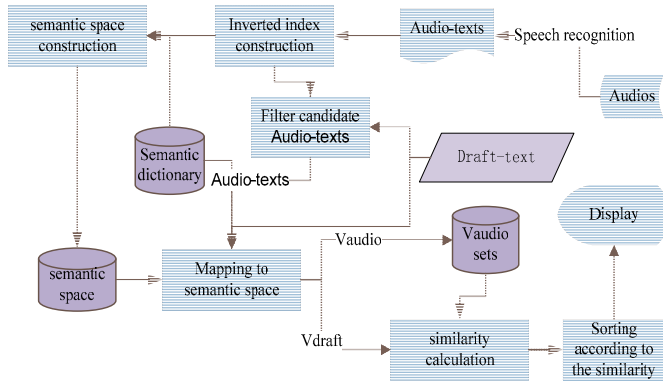 semantic space
construction
Inverted index
construction
Audio-texts
Speech recognition
Audios
Filter candidate
Audio-texts
Draft-text
Semantic
dictionary
Audio-texts
Display
Vaudio
Vaudio
sets
semantic
space
Mapping to
semantic space
Vdraft
similarity
calculation
Sorting
according to
the similarity